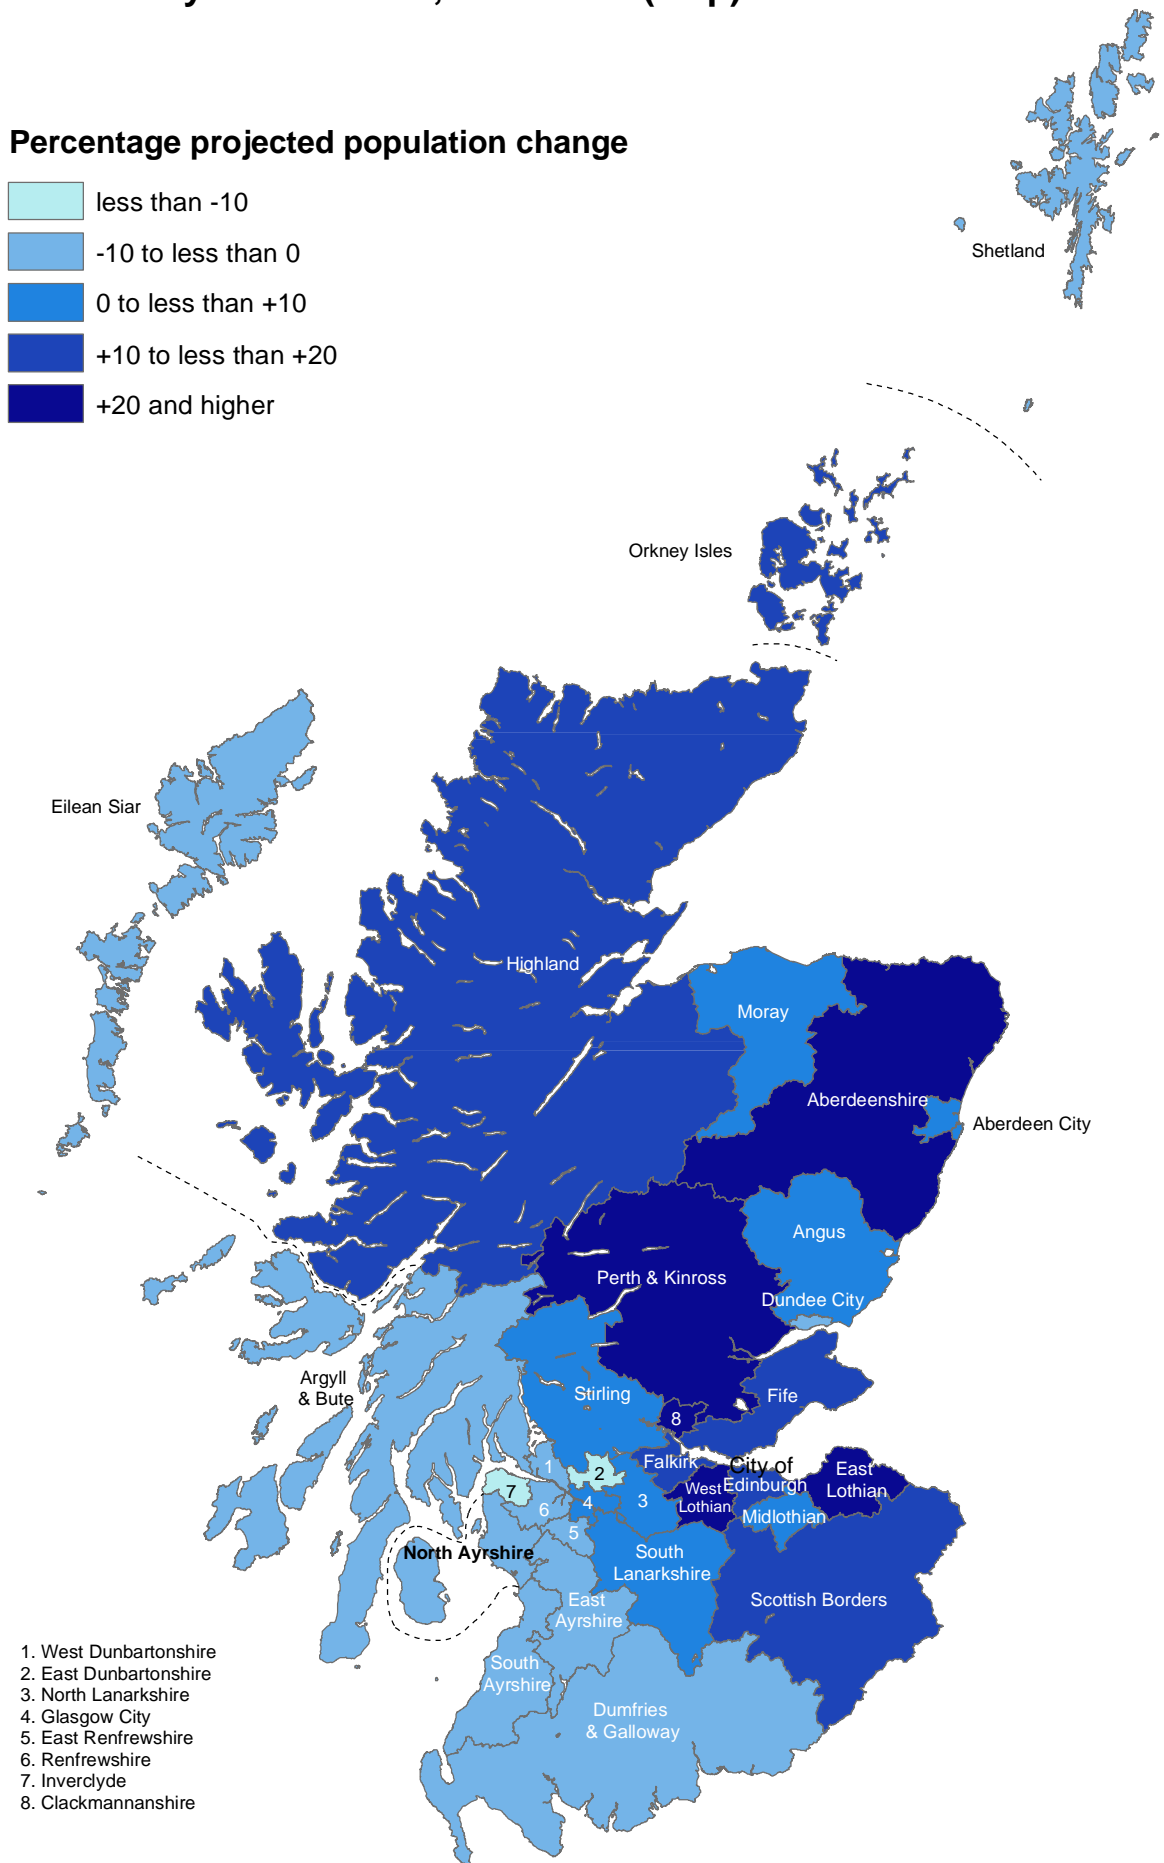 Percentage projected population change
less than -10
-10 to less than 0
0 to less than +10
+10 to less than +20
+20 and higher
Shetland
Orkney Isles
Eilean Siar
Highland
Moray
Aberdeenshire
Aberdeen City
Angus
Perth & Kinross
Dundee City
Argyll
& Bute
Stirling
Fife
8
Falkirk
City of
Edinburgh
East
Lothian
West
Lothian
Midlothian
1
2
7
6
4
3
5
North Ayrshire
South
Lanarkshire
East
Ayrshire
Scottish Borders
South
Ayrshire
Dumfries
& Galloway
1. West Dunbartonshire
2. East Dunbartonshire
3. North Lanarkshire
4. Glasgow City
5. East Renfrewshire
6. Renfrewshire
7. Inverclyde
8. Clackmannanshire